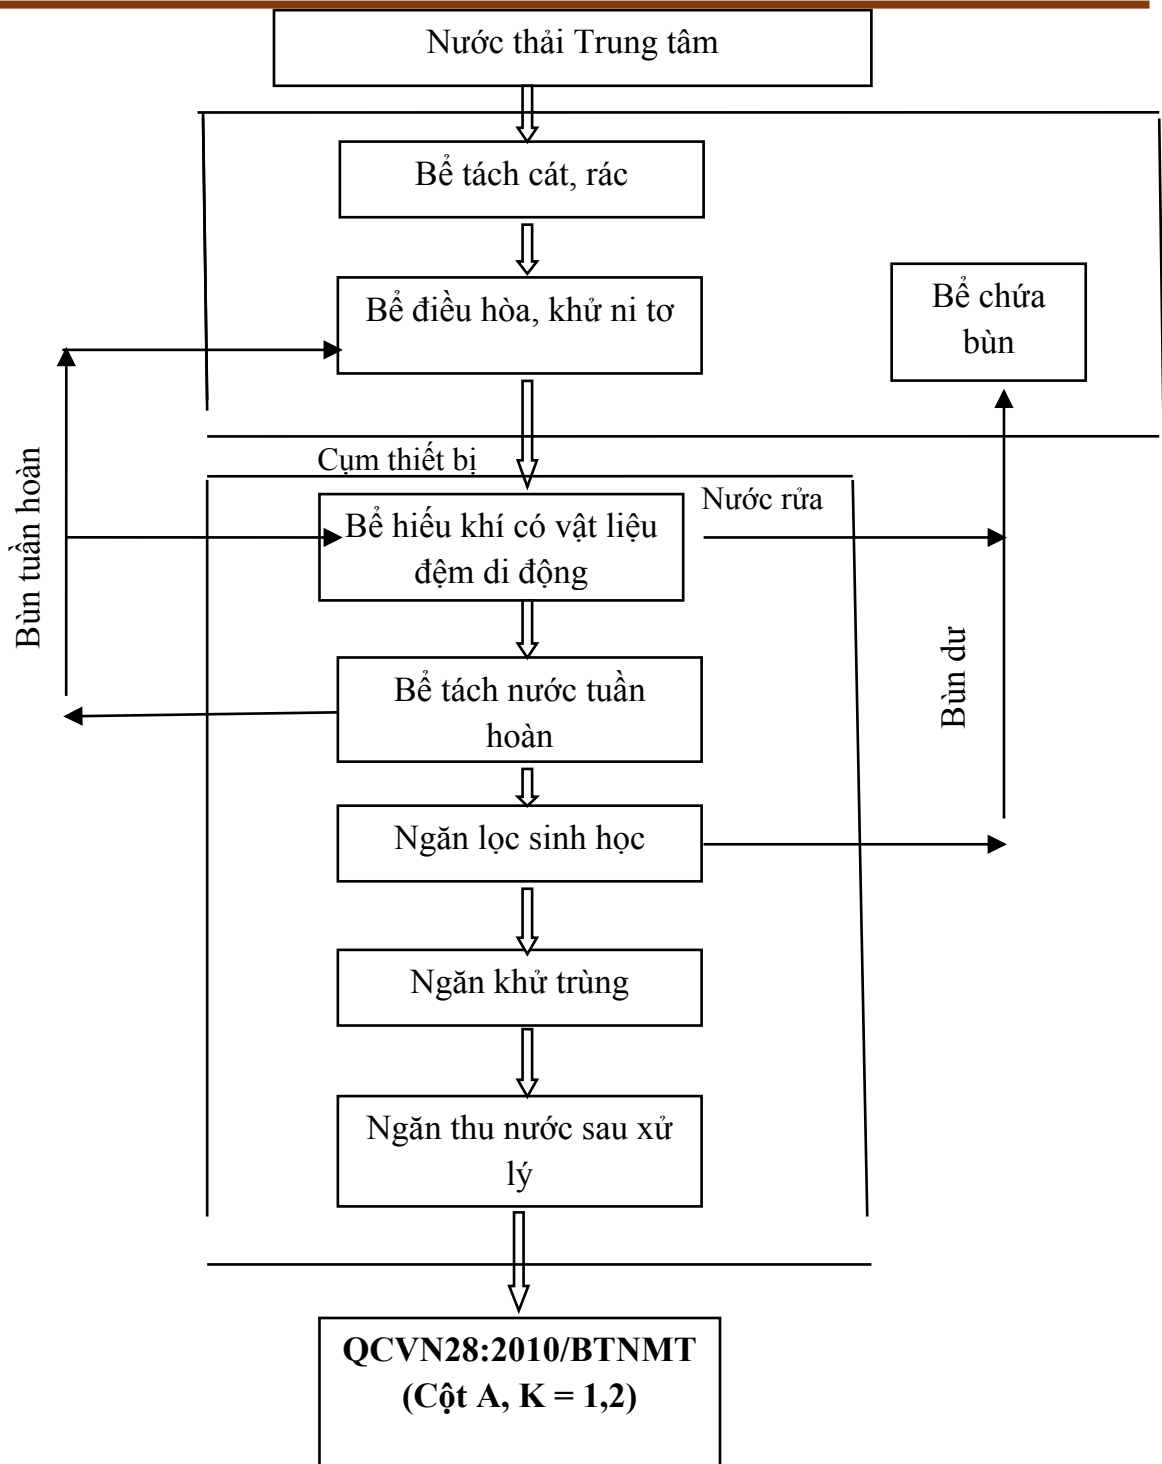 Nước thải Trung tâm
Bể tách cát, rác
Bể điều hòa, khử ni tơ
Bể chứa
bùn
Bùn tuần hoàn
Cụm thiết bị
Nước rửa
Bể hiếu khí có vật liệu
đệm di động
Bùn dư
Bể tách nước tuần
hoàn
Ngăn lọc sinh học
Ngăn khử trùng
Ngăn thu nước sau xử
lý
QCVN28:2010/BTNMT
(Cột A, K = 1,2)